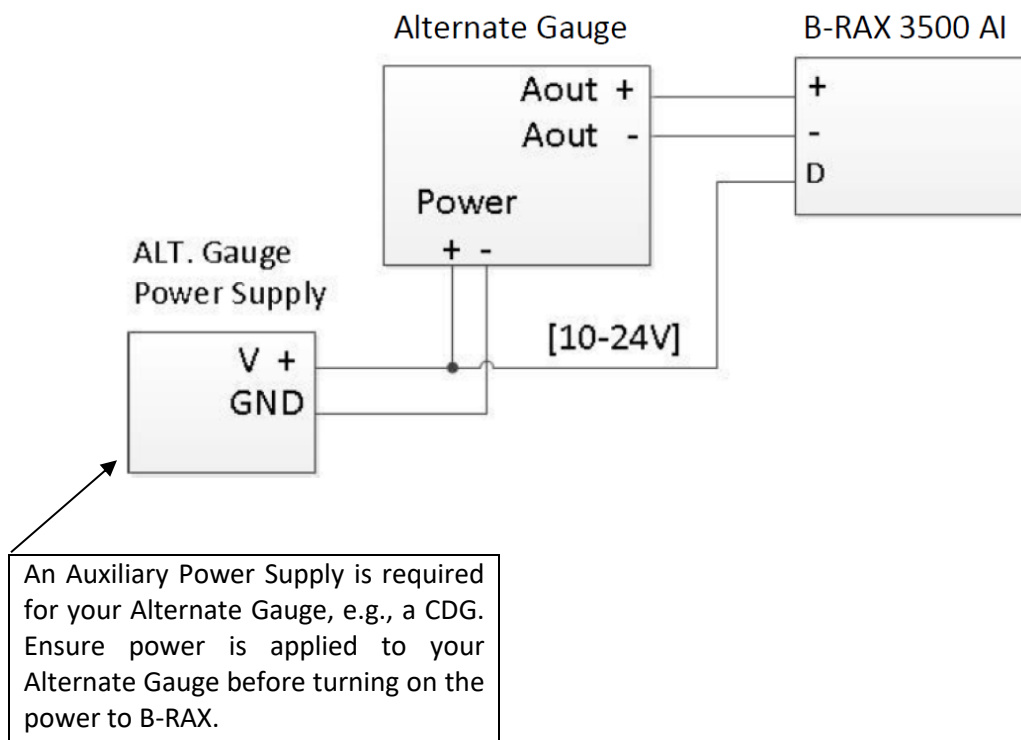 Alternate Gauge
B-RAX 3500 AI
Aout +
Aout -
Power
+ -
+
-
D
ALT. Gauge
Power Supply
V +
GND
[10-24V]
An Auxiliary Power Supply is required
for your Alternate Gauge, e.g., a CDG.
Ensure power is applied to your
Alternate Gauge before turning on the
power to B-RAX.